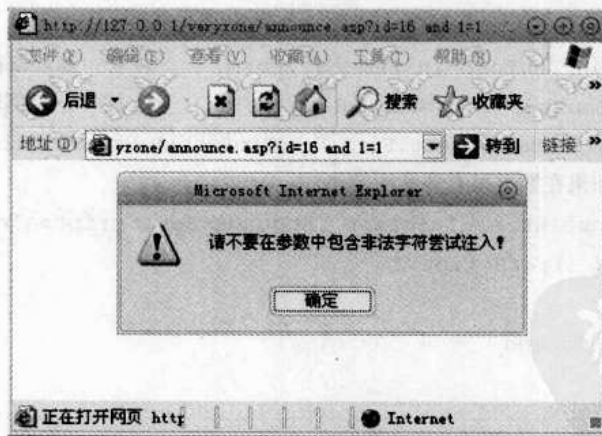 http://127.0.0.1/veryzone/announce.asp?id=16 and 1=1
文件(F) 编辑(E) 查看(V) 收藏(A) 工具(T) 帮助(H)
后退 搜索 收藏夹 »
地址(D) yzone/announce.asp?id=16 and 1=1 转到 链接 »
Microsoft Internet Explorer
请不要在参数中包含非法字符尝试注入!
确定
正在打开网页 http Internet